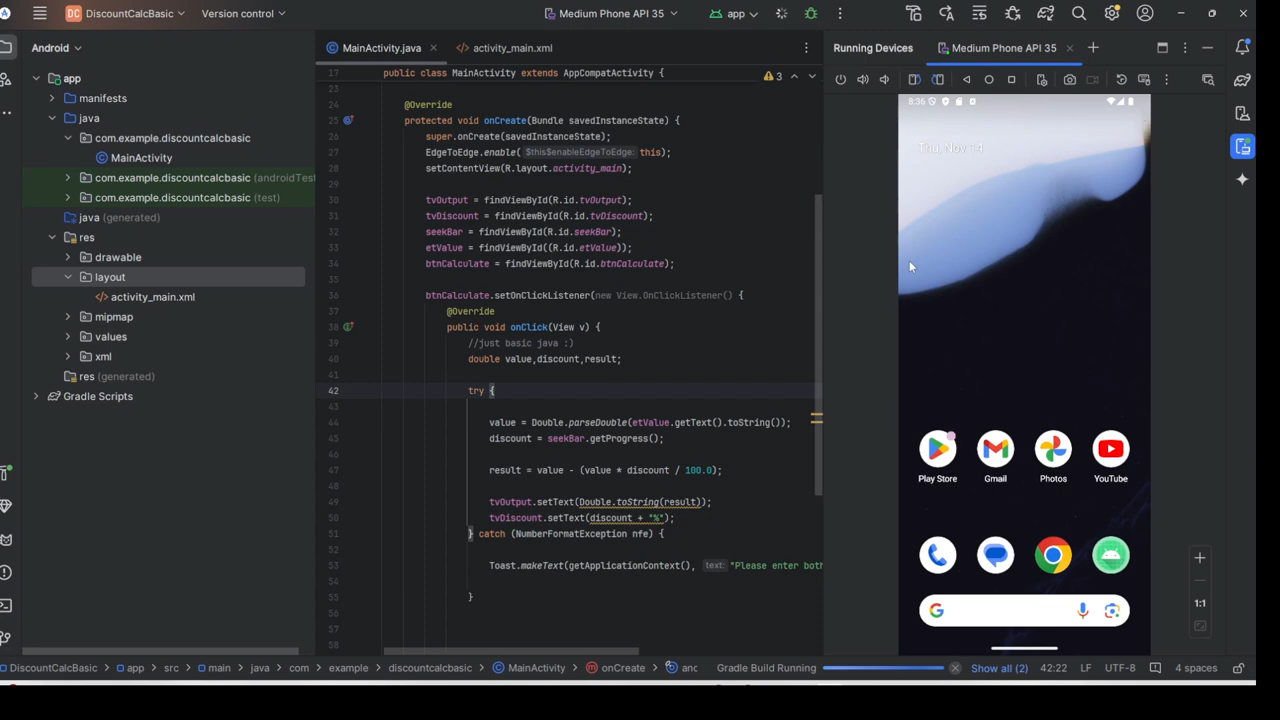 DC DiscountCalcBasic
Version control
Medium Phone API 35
app
Android
MainActivity.java
activity_main.xml
Running Devices
Medium Phone API 35
app
manifests
java
com.example.discountcalcbasic
MainActivity
com.example.discountcalcbasic (androidTest
com.example.discountcalcbasic (test)
java (generated)
res
drawable
layout
activity_main.xml
mipmap
values
xml
res (generated)
Gradle Scripts
3
17 public class MainActivity extends AppCompatActivity {
23
24 @Override
25 protected void onCreate(Bundle savedInstanceState) {
26 super.onCreate(savedInstanceState);
27 EdgeToEdge.enable( $this$enableEdgeToEdge: this);
28 setContentView(R.layout.activity_main);
29
30 tvOutput = findViewById(R.id.tvOutput);
31 tvDiscount = findViewById(R.id.tvDiscount);
32 seekBar = findViewById(R.id.seekBar);
33 etValue = findViewById((R.id.etValue));
34 btnCalculate = findViewById(R.id.btnCalculate);
35
36 btnCalculate.setOnClickListener(new View.OnClickListener() {
37 @Override
38 public void onClick(View v) {
39 //just basic java :)
40 double value,discount,result;
41
42 try {
43
44 value = Double.parseDouble(etValue.getText().toString());
45 discount = seekBar.getProgress();
46
47 result = value - (value * discount / 100.0);
48
49 tvOutput.setText(Double.toString(result));
50 tvDiscount.setText(discount + "%");
51 } catch (NumberFormatException nfe) {
52
53 Toast.makeText(getApplicationContext(), text: "Please enter both
54
55 }
56
57
58
8:36
Thu, Nov 14
Play Store
Gmail
Photos
YouTube
1:1
DiscountCalcBasic > app > src > main > java > com > example > discountcalcbasic > MainActivity > onCreate > anc
Gradle Build Running
Show all (2)
42:22
LF
UTF-8
4 spaces